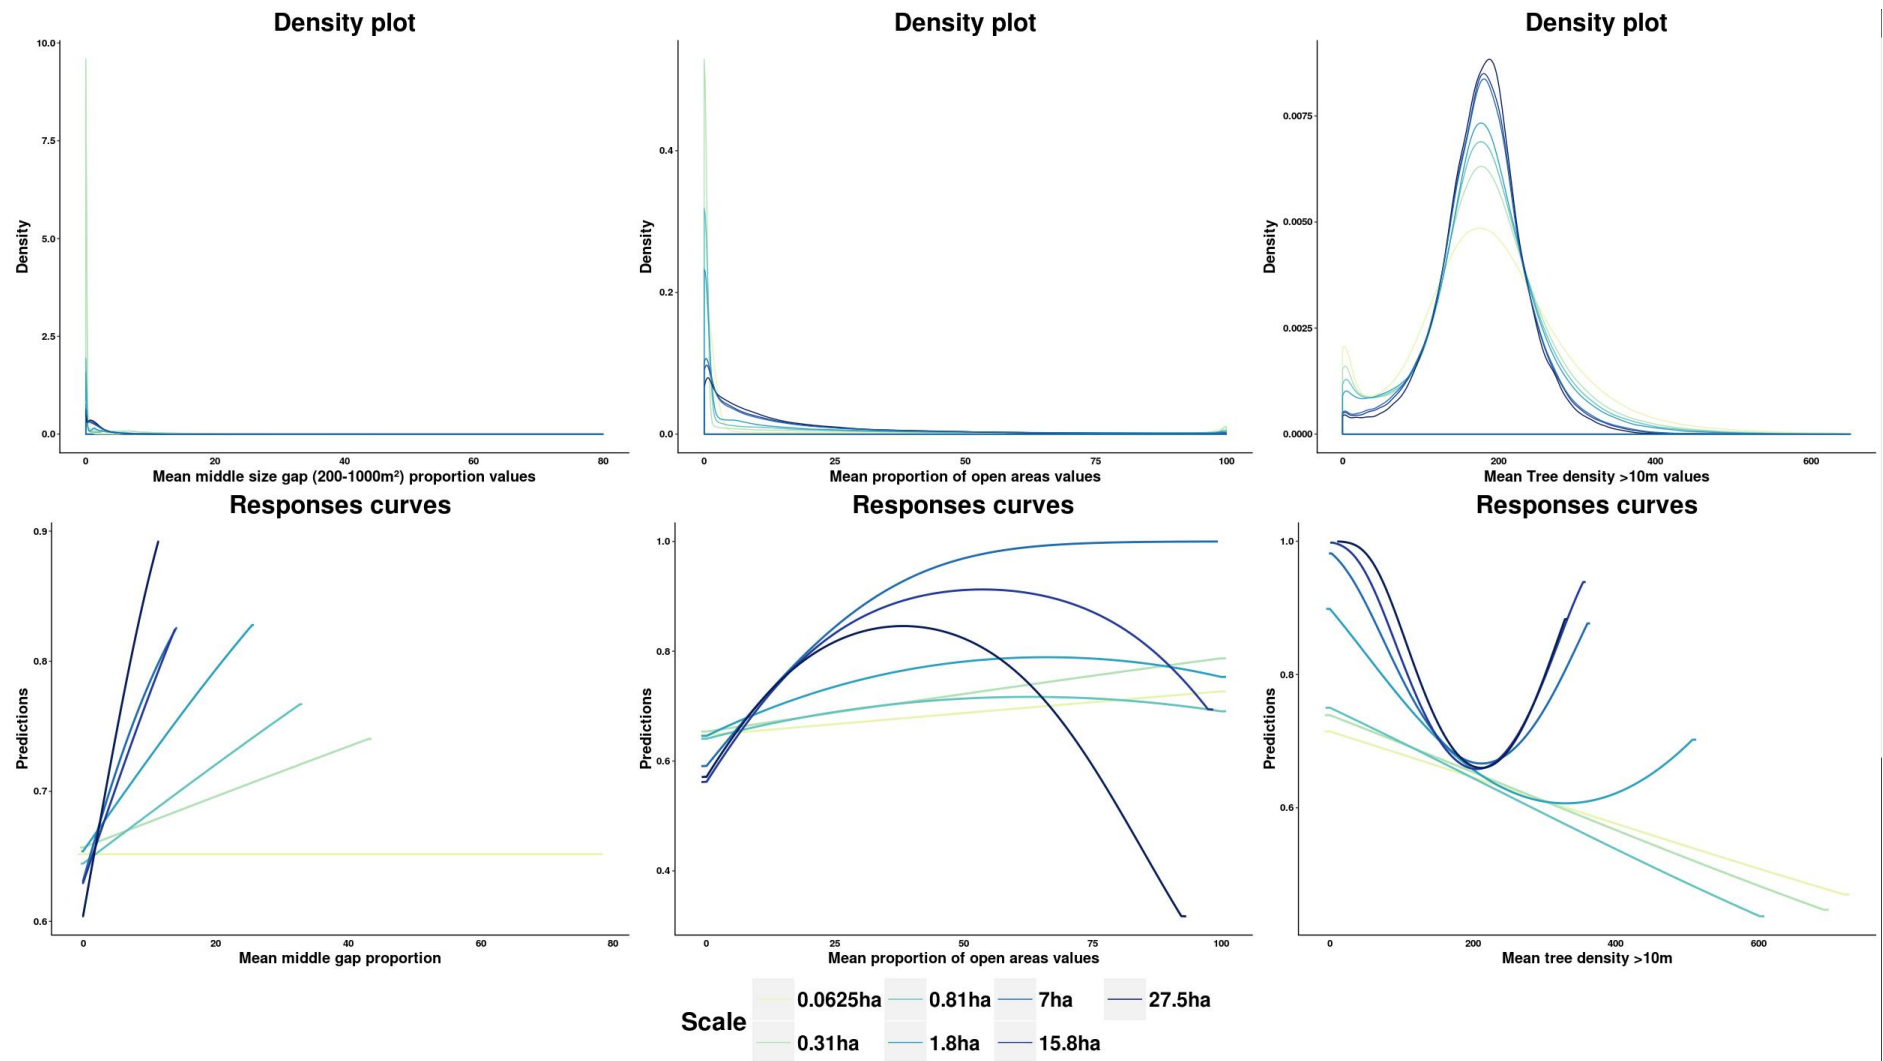 Density plot
Density
10.0
7.5
5.0
2.5
0.0
0 20 40 60 80
Mean middle size gap (200-1000m²) proportion values
Density plot
Density
0.4
0.2
0.0
0 25 50 75 100
Mean proportion of open areas values
Density plot
Density
0.0075
0.0050
0.0025
0.0000
0 200 400 600
Mean Tree density >10m values
Responses curves
Predictions
0.9
0.8
0.7
0.6
0 20 40 60 80
Mean middle gap proportion
Responses curves
Predictions
1.0
0.8
0.6
0.4
0 25 50 75 100
Mean proportion of open areas values
Responses curves
Predictions
1.0
0.8
0.6
0 200 400 600
Mean tree density >10m
Scale
0.0625ha 0.81ha 7ha 27.5ha
0.31ha 1.8ha 15.8ha